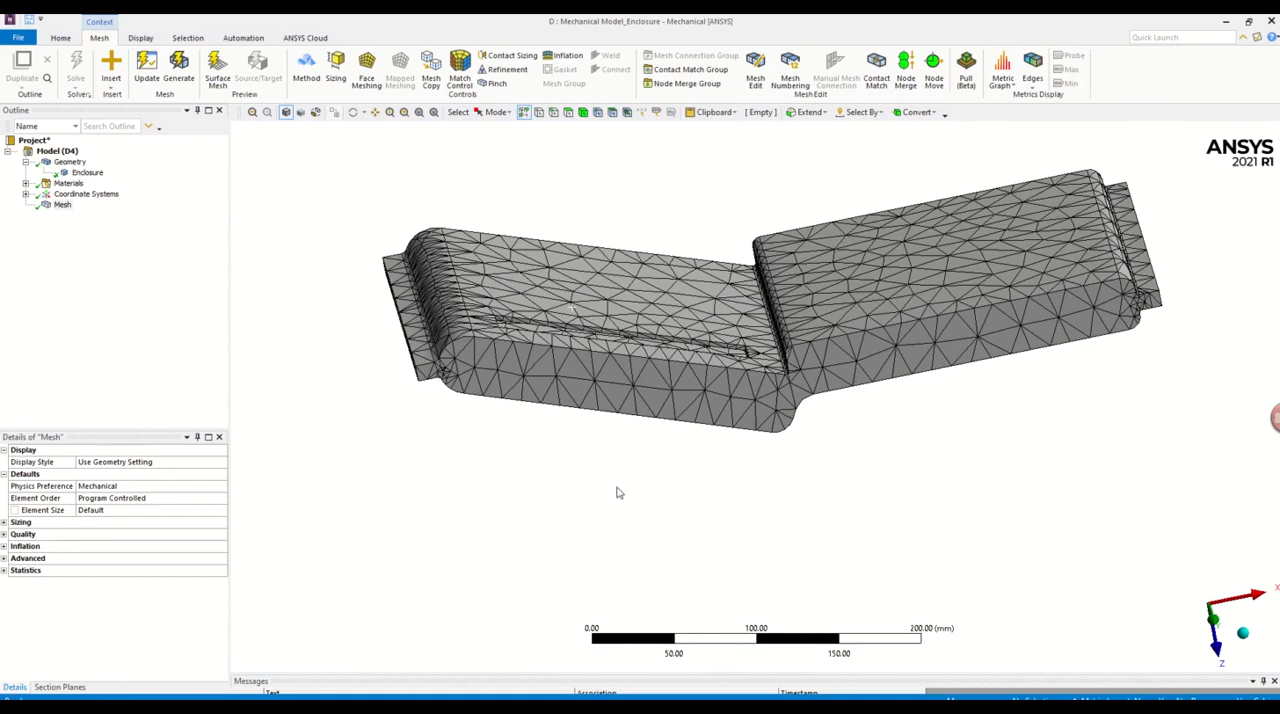 D : Mechanical Model_Enclosure - Mechanical [ANSYS]
Context
File Home Mesh Display Selection Automation ANSYS Cloud
Quick Launch
Duplicate Solve Insert Update Generate Surface Mesh Source/Target Method Sizing Face Meshing Mapped Meshing Mesh Copy Match Control Contact Sizing Inflation Weld
Refinement Gasket Connect
Pinch Mesh Group
Mesh Connection Group
Contact Match Group
Node Merge Group
Mesh Edit Mesh Numbering Manual Mesh Connection Contact Match Node Merge Node Move Pull (Beta) Metric Graph Edges Probe
Max
Min
Outline Solver Insert Mesh Preview Controls Mesh Edit Metrics Display
Outline
Select Mode Clipboard [ Empty ] Extend Select By Convert
Name Search Outline
Project*
Model (D4)
Geometry
Enclosure
Materials
Coordinate Systems
Mesh
ANSYS
2021 R1
Details of "Mesh"
Display
Display Style Use Geometry Setting
Defaults
Physics Preference Mechanical
Element Order Program Controlled
Element Size Default
Sizing
Quality
Inflation
Advanced
Statistics
0.00 100.00 200.00 (mm)
50.00 150.00
X
Z
Details Section Planes
Messages
Text Association Timestamp